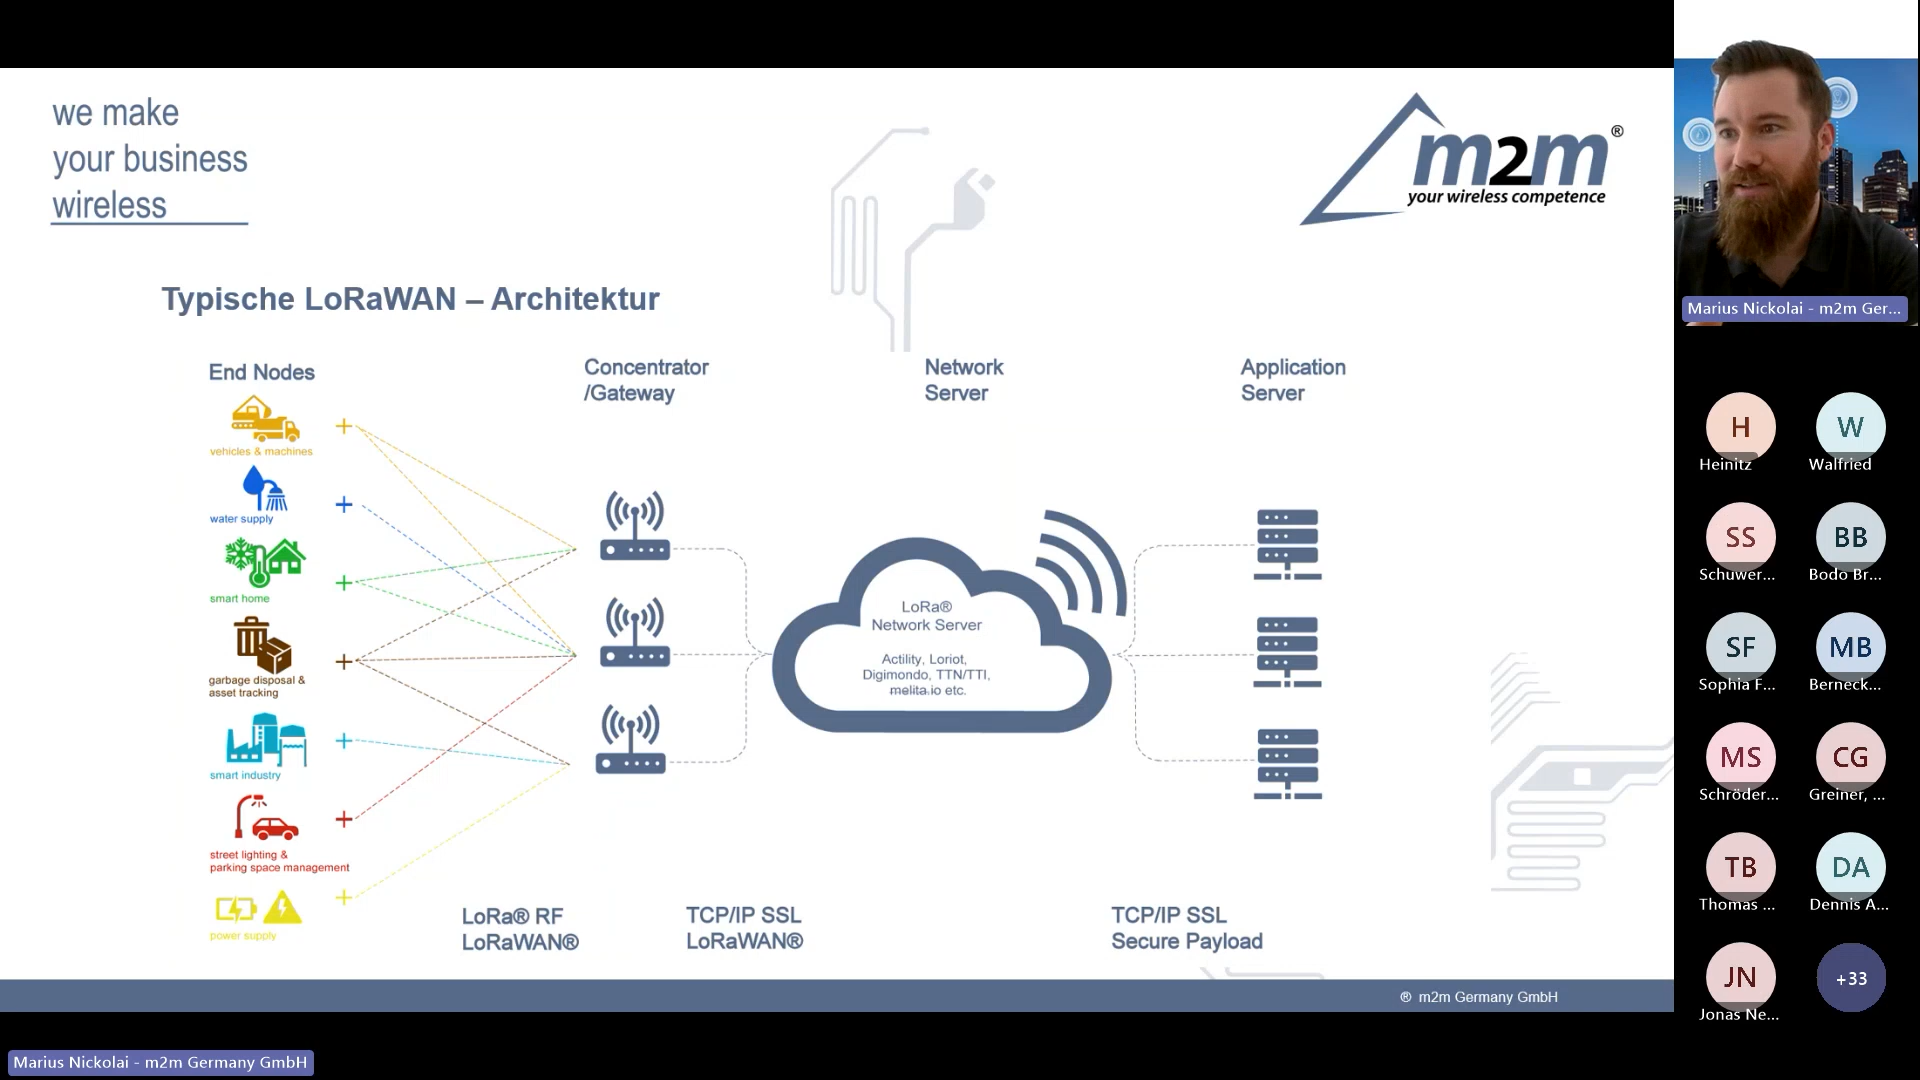 we make
your business
wireless
m2m®
your wireless competence
Typische LoRaWAN – Architektur
End Nodes
Concentrator
/Gateway
Network
Server
Application
Server
vehicles & machines
water supply
smart home
garbage disposal &
asset tracking
smart industry
street lighting &
parking space management
power supply
LoRa®
Network Server
Actility, Loriot,
Digimondo, TTN/TTI,
melita.io etc.
LoRa® RF
LoRaWAN®
TCP/IP SSL
LoRaWAN®
TCP/IP SSL
Secure Payload
® m2m Germany GmbH
Marius Nickolai - m2m Germany GmbH
Marius Nickolai - m2m Ger...
H
Heinitz
W
Walfried
SS
Schuwer...
BB
Bodo Br...
SF
Sophia F...
MB
Berneck...
MS
Schröder...
CG
Greiner, ...
TB
Thomas ...
DA
Dennis A...
JN
Jonas Ne...
+33